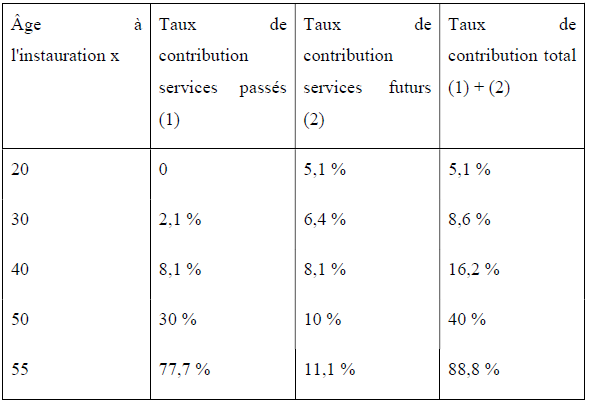 Âge à Taux de Taux de Taux de
l'instauration x contribution contribution contribution total
services passés services futurs (1) + (2)
(1) (2)
20 0 5,1 % 5,1 %
30 2,1 % 6,4 % 8,6 %
40 8,1 % 8,1 % 16,2 %
50 30 % 10 % 40 %
55 77,7 % 11,1 % 88,8 %